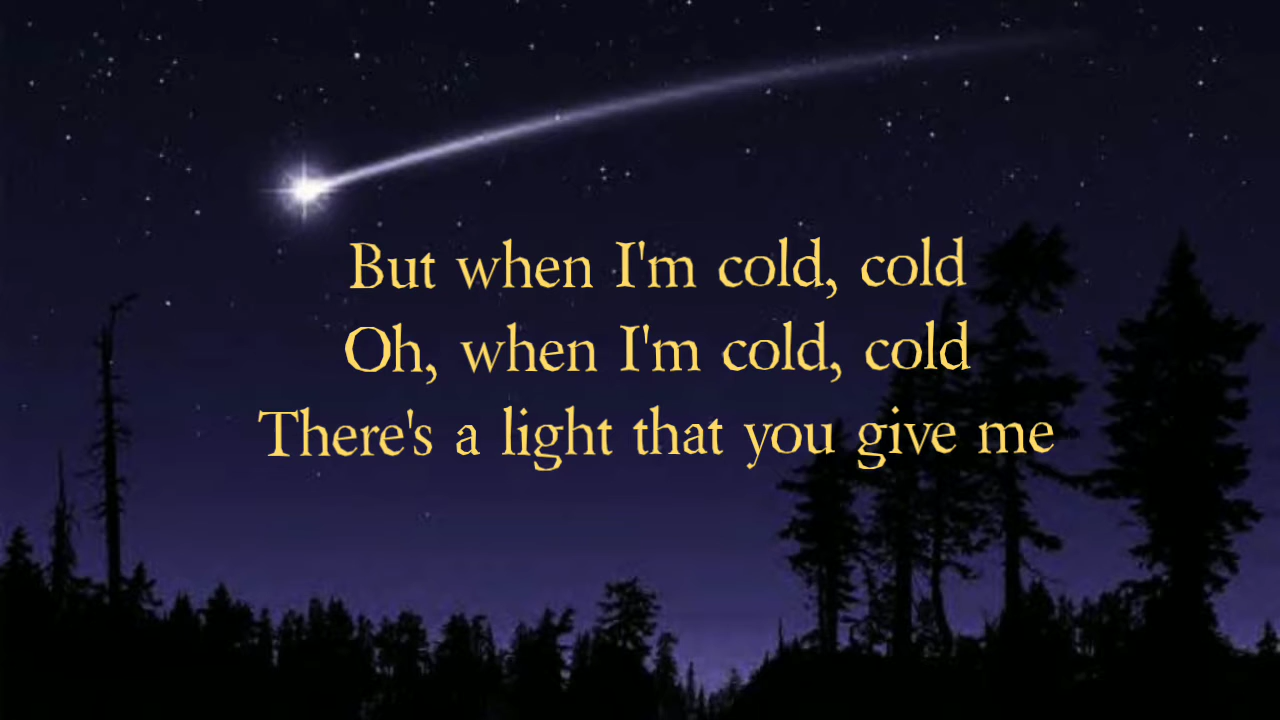 But when I'm cold, cold
Oh, when I'm cold, cold
There's a light that you give me